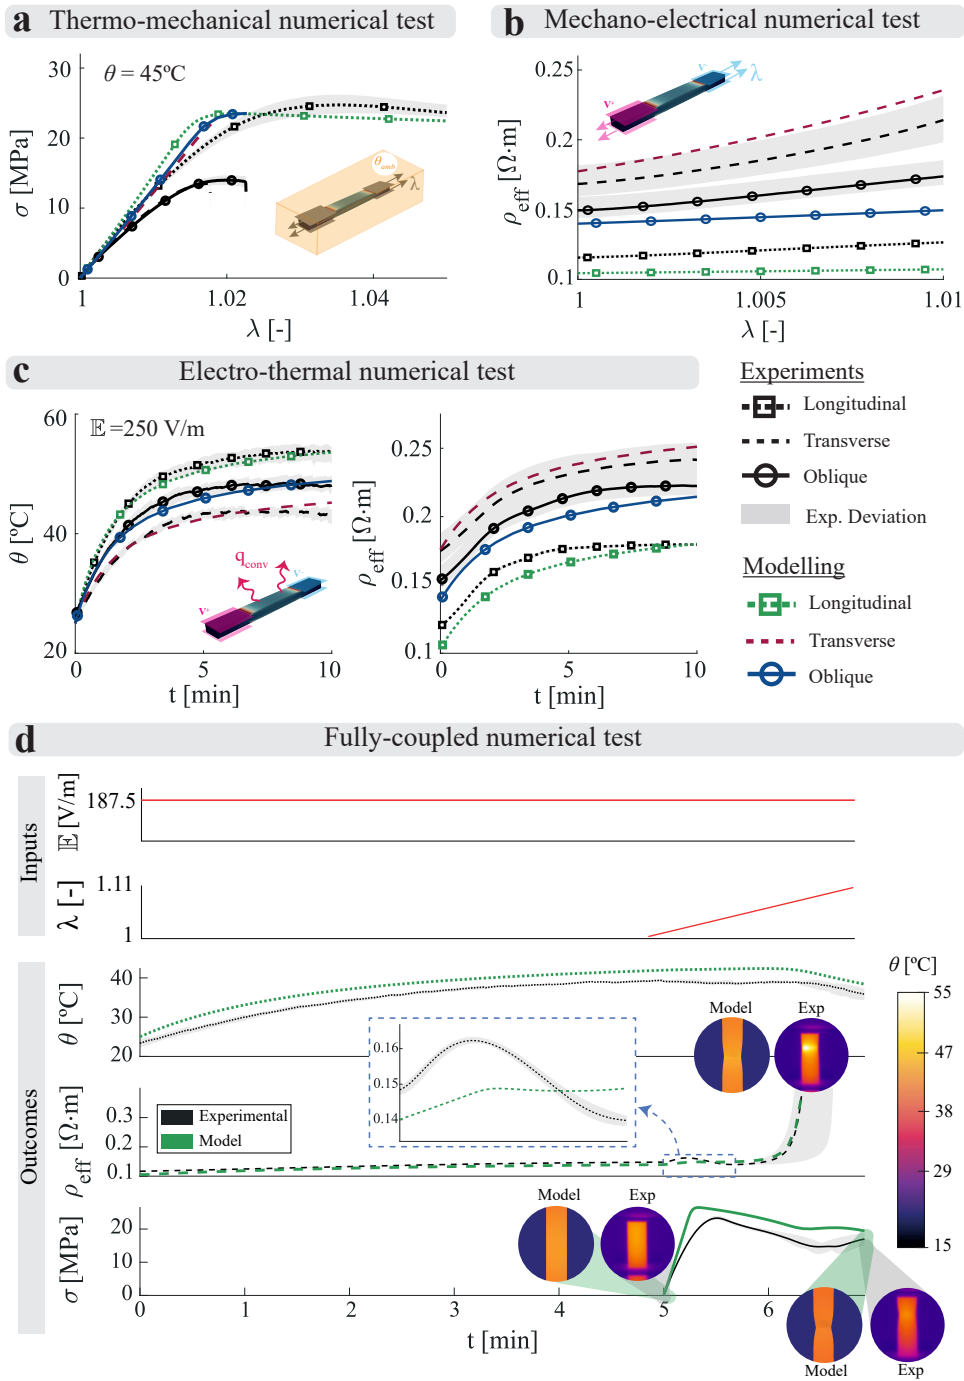 a Thermo-mechanical numerical test
θ = 45ºC
30
20
10
0
σ [MPa]
θamb
λ
1
1.02
1.04
λ [-]
b Mechano-electrical numerical test
0.25
0.2
0.15
0.1
ρeff [Ω·m]
V+
V-
λ
1
1.005
1.01
λ [-]
c Electro-thermal numerical test
𝔼 =250 V/m
60
40
20
θ [ºC]
qconv
V+
V-
0
5
10
t [min]
0.25
0.2
0.15
0.1
ρeff [Ω·m]
0
5
10
t [min]
Experiments
Longitudinal
Transverse
Oblique
Exp. Deviation
Modelling
Longitudinal
Transverse
Oblique
d Fully-coupled numerical test
Inputs
𝔼 [V/m]
187.5
λ [-]
1.11
1
Outcomes
θ [ºC]
40
30
20
Model
Exp
0.16
0.15
0.14
ρeff [Ω·m]
0.3
0.2
0.1
Experimental
Model
σ [MPa]
20
10
0
Model
Exp
Model
Exp
0
1
2
3
4
5
6
t [min]
θ [ºC]
55
47
38
29
15